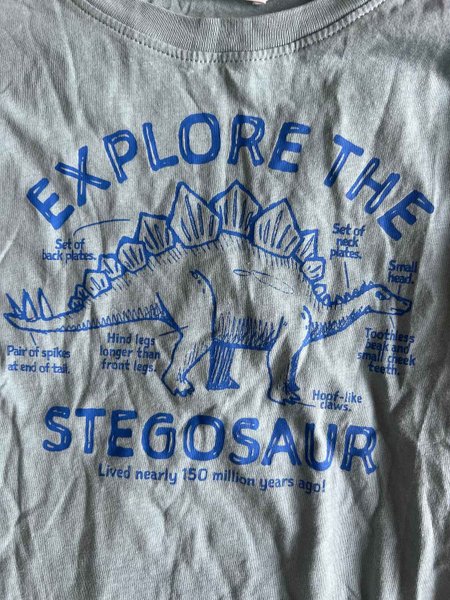 EXPLORE THE
Set of
back plates.
Set of
neck
plates.
Small
head.
Pair of spikes
at end of tail.
Hind legs
longer than
front legs.
Toothless
beak and
small cheek
teeth.
Hoof-like
claws.
STEGOSAUR
Lived nearly 150 million years ago!